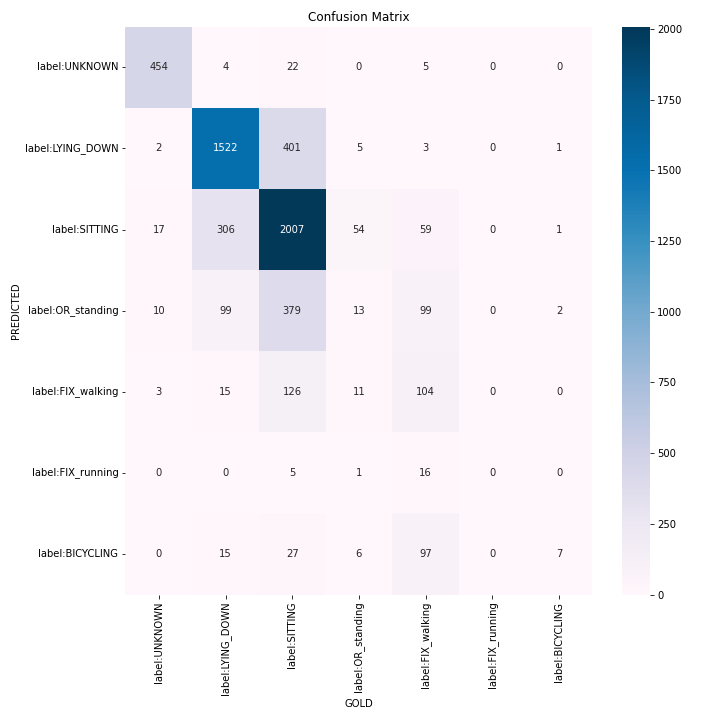 Confusion Matrix
label:UNKNOWN 454 4 22 0 5 0 0
label:LYING_DOWN 2 1522 401 5 3 0 1
label:SITTING 17 306 2007 54 59 0 1
label:OR_standing 10 99 379 13 99 0 2
label:FIX_walking 3 15 126 11 104 0 0
label:FIX_running 0 0 5 1 16 0 0
label:BICYCLING 0 15 27 6 97 0 7
PREDICTED
label:UNKNOWN
label:LYING_DOWN
label:SITTING
label:OR_standing
label:FIX_walking
label:FIX_running
label:BICYCLING
GOLD
2000
1750
1500
1250
1000
750
500
250
0